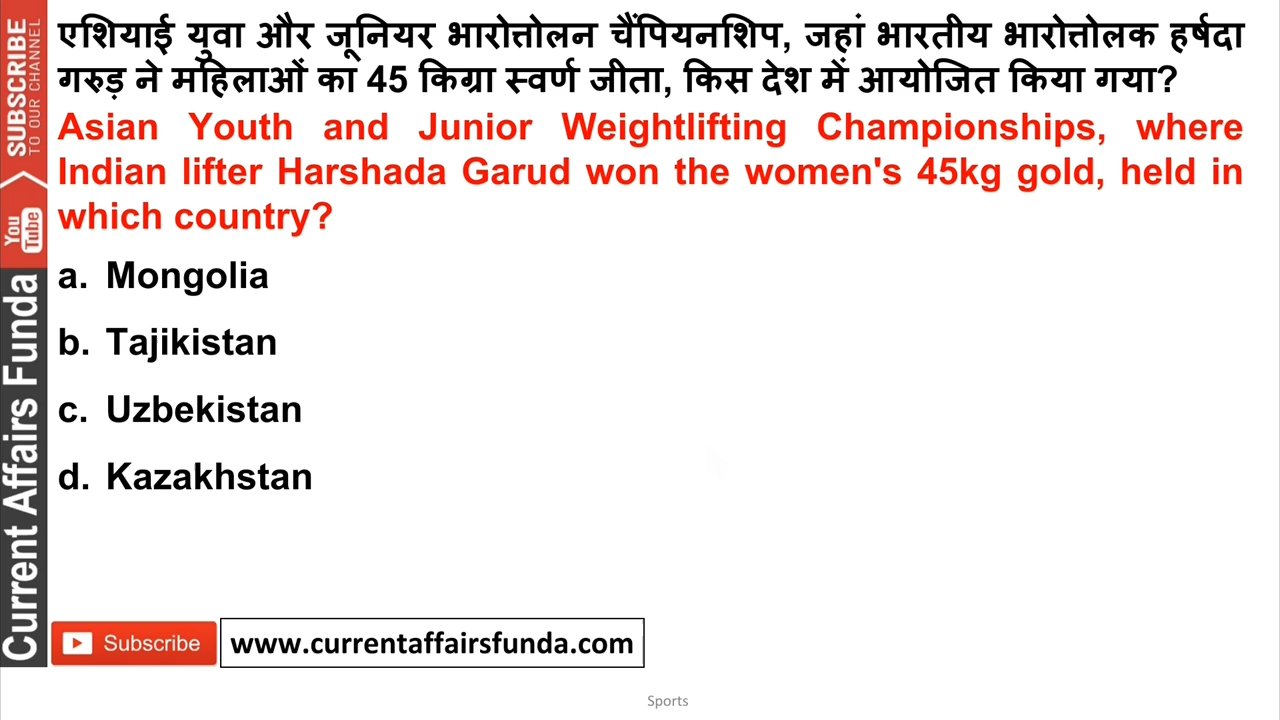 एशियाई युवा और जूनियर भारोत्तोलन चैंपियनशिप, जहां भारतीय भारोत्तोलक हर्षदा
गरुड़ ने महिलाओं का 45 किग्रा स्वर्ण जीता, किस देश में आयोजित किया गया?
Asian Youth and Junior Weightlifting Championships, where
Indian lifter Harshada Garud won the women's 45kg gold, held in
which country?
a. Mongolia
b. Tajikistan
c. Uzbekistan
d. Kazakhstan
SUBSCRIBE
TO OUR CHANNEL
You
Tube
Current Affairs Funda
Subscribe
www.currentaffairsfunda.com
Sports